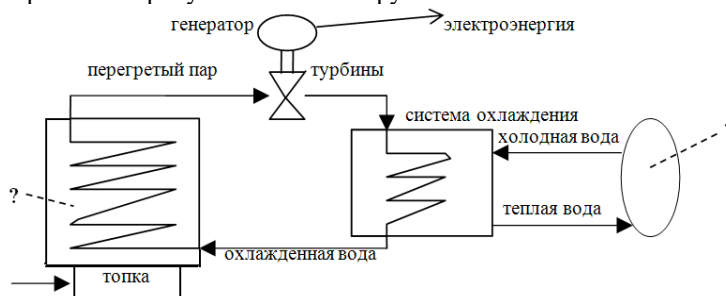 генератор
электроэнергия
перегретый пар
турбины
система охлаждения
холодная вода
?
теплая вода
охлажденная вода
топка